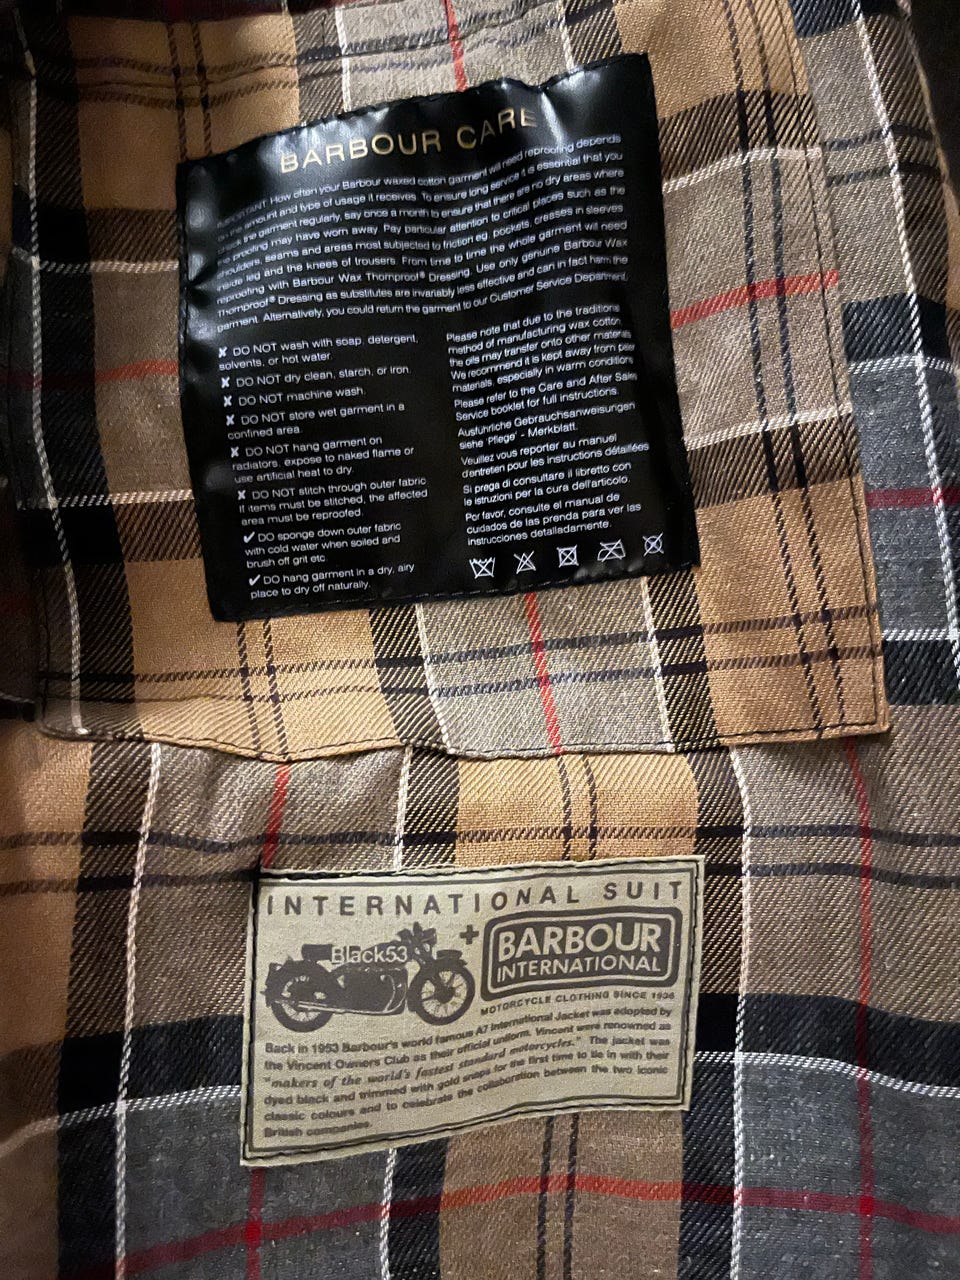 BARBOUR CARE
IMPORTANT: How often your Barbour waxed cotton garment will need reproofing depends
on the amount and type of usage it receives. To ensure long service it is essential that you
check the garment regularly, say once a month to ensure that there are no dry areas where
the proofing may have worn away. Pay particular attention to critical places such as the
shoulders, seams and areas most subjected to friction eg. pockets, creases in sleeves
inside leg and the knees of trousers. From time to time the whole garment will need
reproofing with Barbour Wax Thornproof® Dressing. Use only genuine Barbour Wax
Thornproof® Dressing as substitutes are invariably less effective and can in fact harm the
garment. Alternatively, you could return the garment to our Customer Service Department.
✘ DO NOT wash with soap, detergent,
solvents, or hot water.
✘ DO NOT dry clean, starch, or iron.
✘ DO NOT machine wash.
✘ DO NOT store wet garment in a
confined area.
✘ DO NOT hang garment on
radiators, expose to naked flame or
use artificial heat to dry.
✘ DO NOT stitch through outer fabric
If items must be stitched, the affected
area must be reproofed.
✔ DO sponge down outer fabric
with cold water when soiled and
brush off grit etc
✔ DO hang garment in a dry, airy
place to dry off naturally.
Please note that due to the traditional
method of manufacturing wax cotton,
the oils may transfer onto other materials
We recommend it is kept away from pale
materials, especially in warm conditions
Please refer to the Care and After Sales
Service booklet for full instructions.
Ausführliche Gebrauchsanweisungen
siehe 'Pflege' - Merkblatt.
Veuillez vous reporter au manuel
d'entretien pour les instructions détaillées
Si prega di consultare il libretto con
le istruzioni per la cura dell'articolo.
Por favor, consulte el manual de
cuidados de las prenda para ver las
instrucciones detalladamente.
INTERNATIONAL SUIT
Black53
+
BARBOUR
INTERNATIONAL
MOTORCYCLE CLOTHING SINCE 1936
Back in 1953 Barbour's world famous A7 International Jacket was adopted by
the Vincent Owners Club as their official uniform. Vincent were renowned as
"makers of the world's fastest standard motorcycles." The jacket was
dyed black and trimmed with gold snaps for the first time to tie in with their
classic colours and to celebrate the collaboration between the two iconic
British companies.